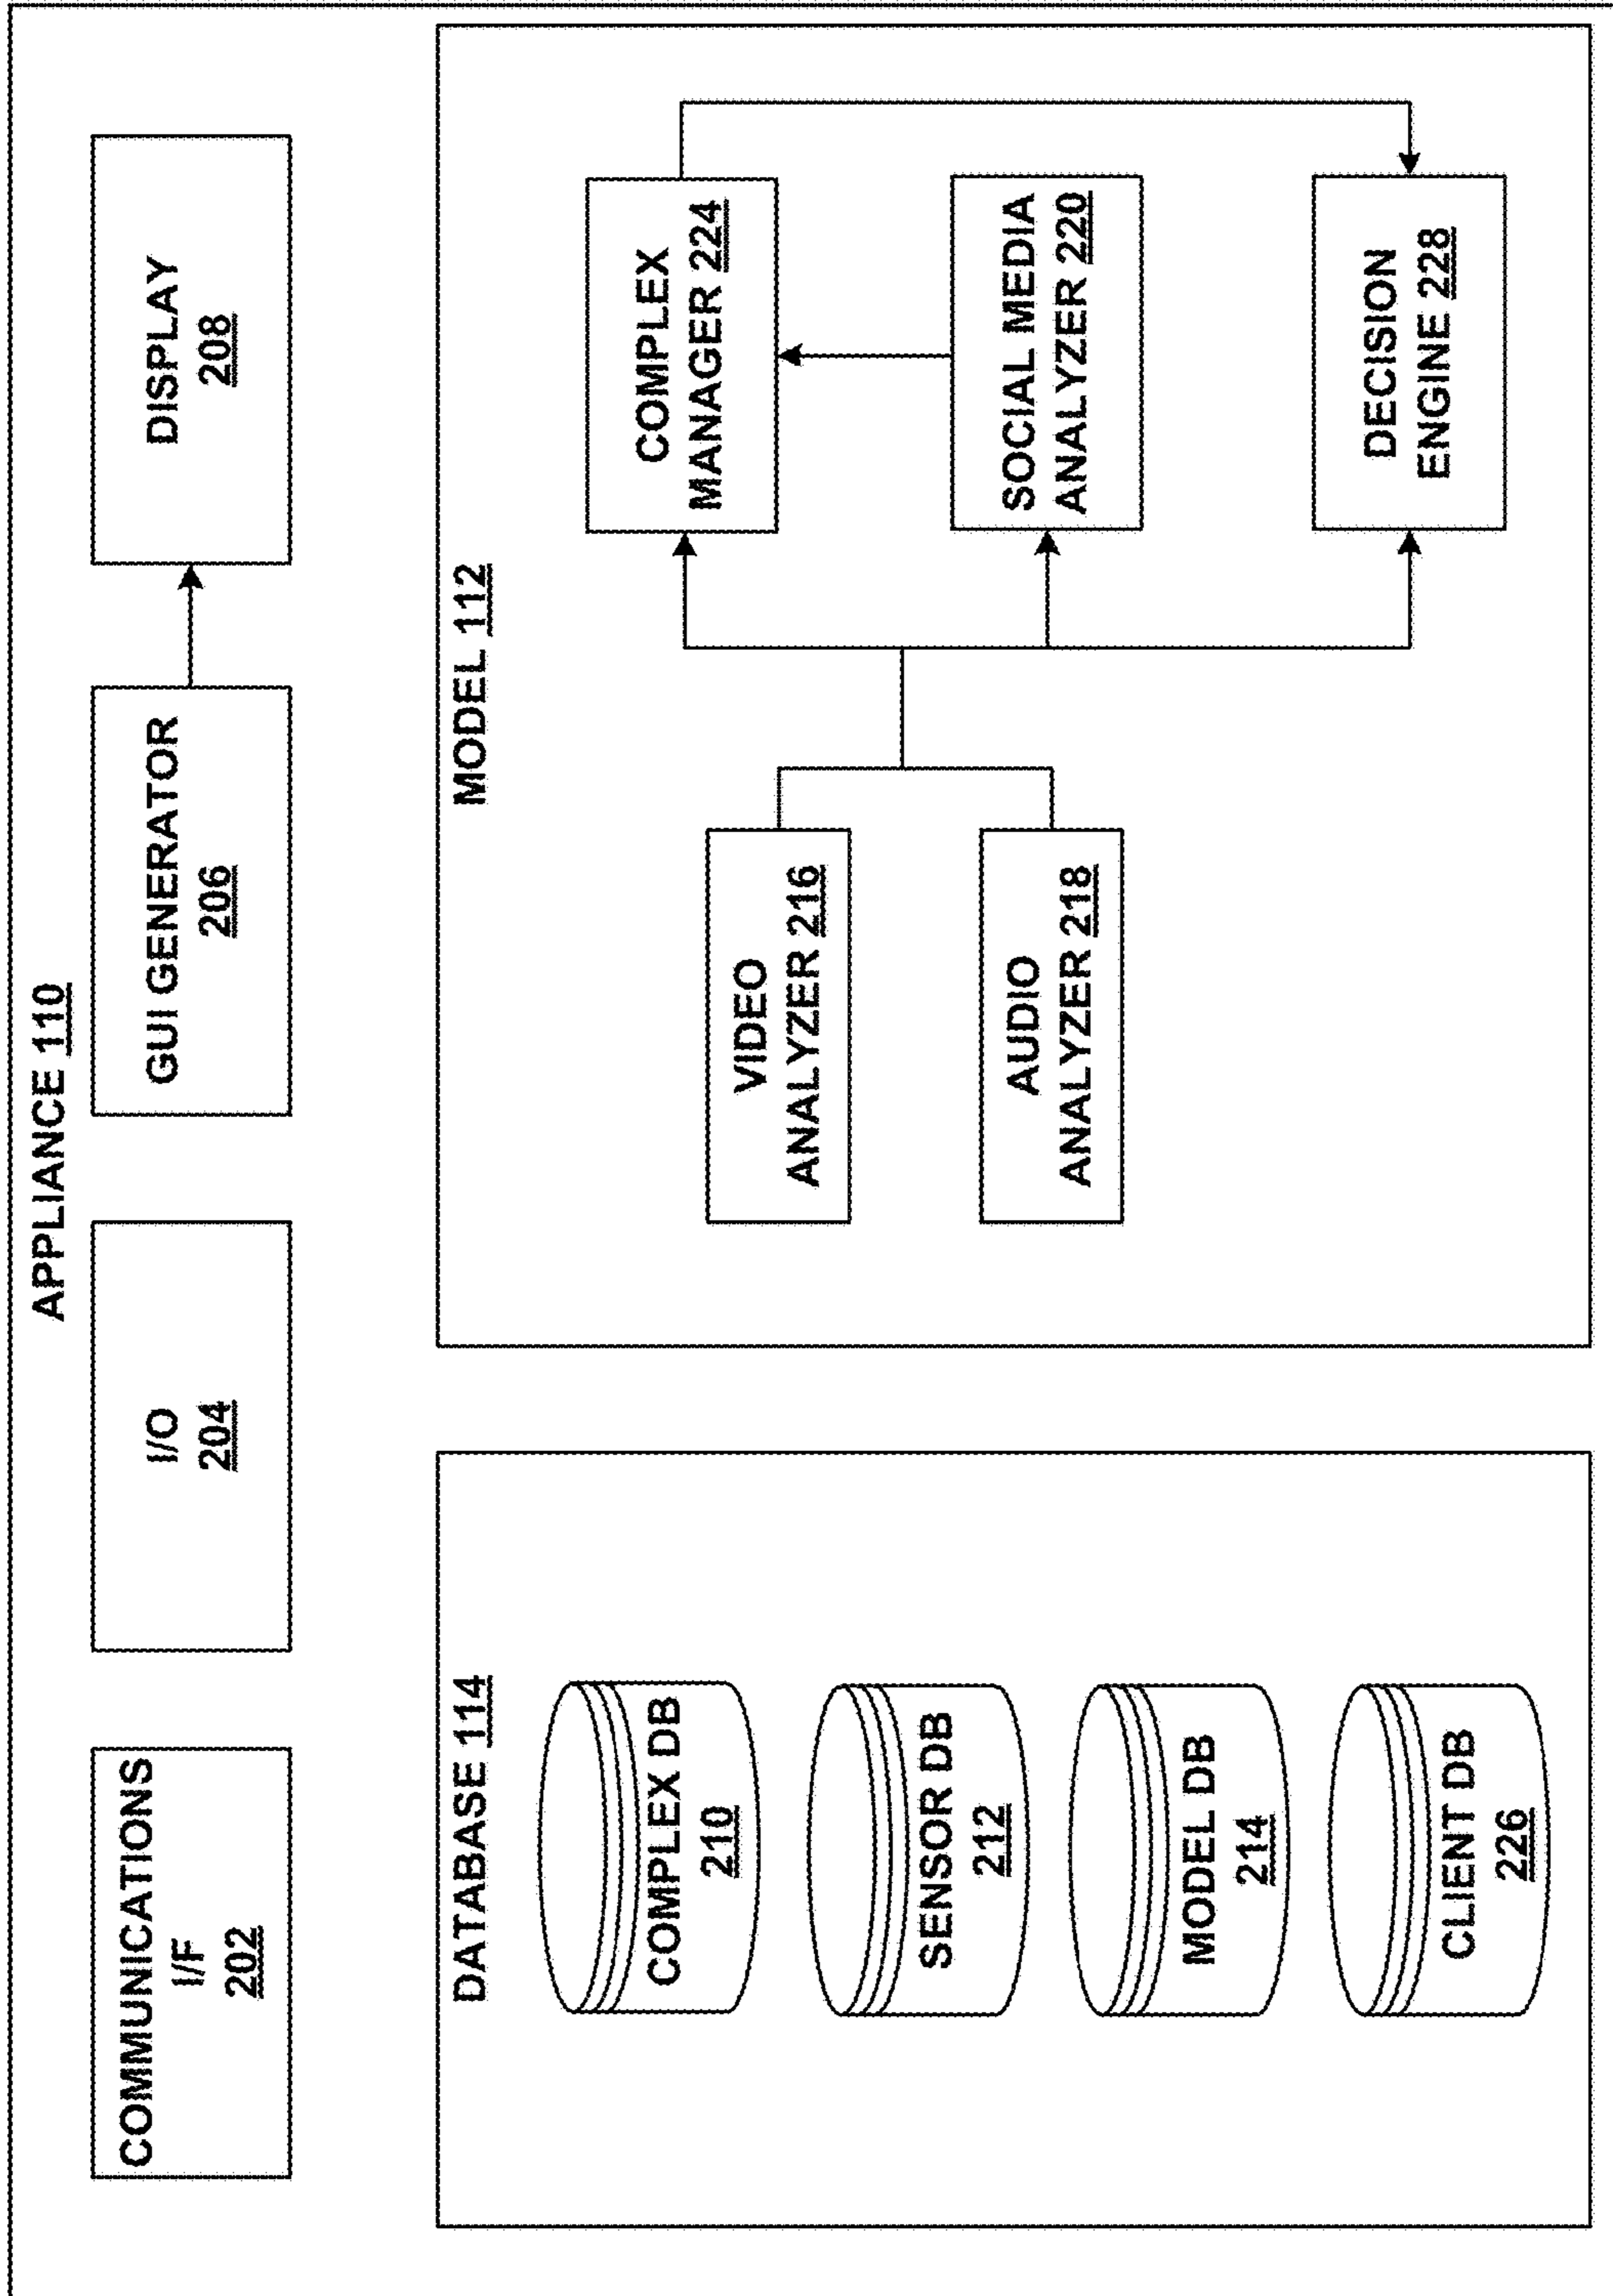 APPLIANCE 110
COMMUNICATIONS
I/F
202
I/O
204
GUI GENERATOR
206
DISPLAY
208
DATABASE 114
COMPLEX DB
210
SENSOR DB
212
MODEL DB
214
CLIENT DB
226
MODEL 112
VIDEO
ANALYZER 216
AUDIO
ANALYZER 218
COMPLEX
MANAGER 224
SOCIAL MEDIA
ANALYZER 220
DECISION
ENGINE 228